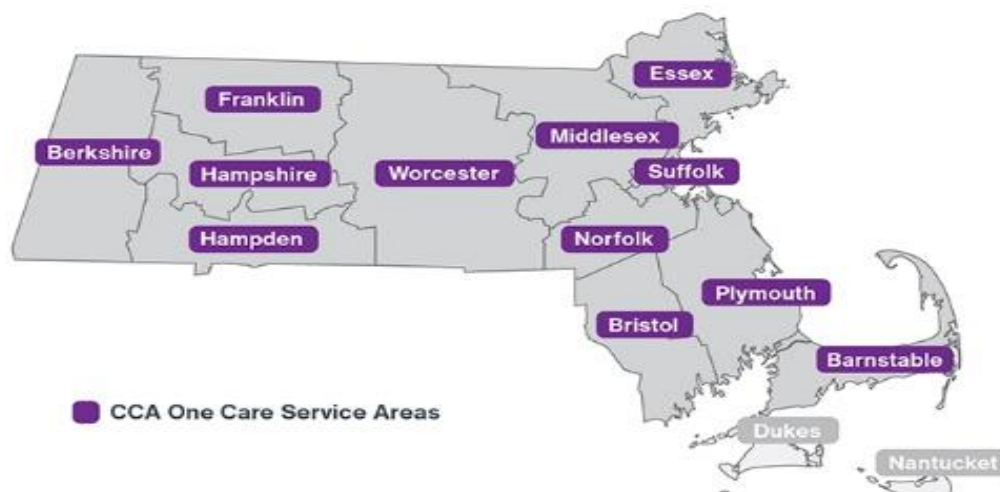 Essex
Franklin
Middlesex
Berkshire
Hampshire
Worcester
Suffolk
Hampden
Norfolk
Plymouth
Bristol
Barnstable
CCA One Care Service Areas
Dukes
Nantucket